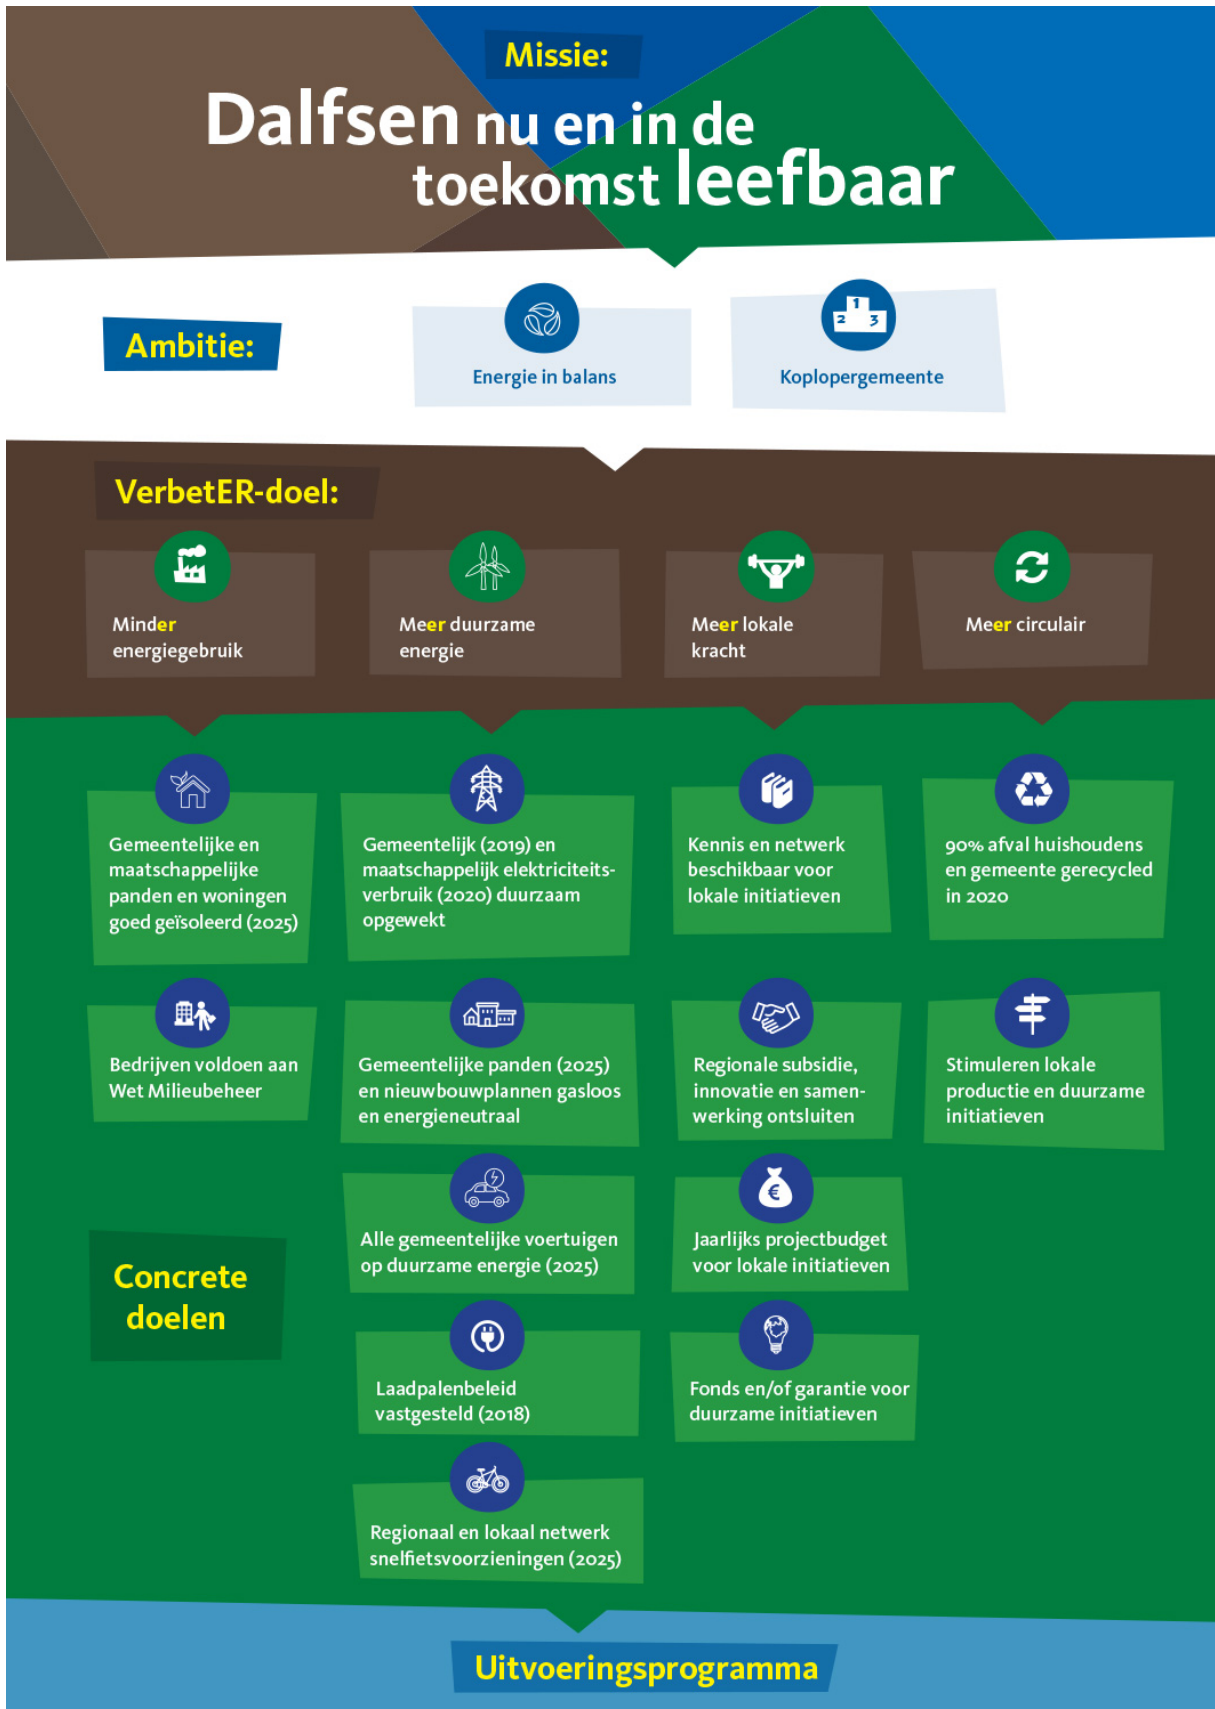 Missie:
Dalfsen nu en in de
toekomst leefbaar
Ambitie:
1
2 3
Energie in balans
Koplopergemeente
VerbetER-doel:
Minder
energiegebruik
Meer duurzame
energie
Meer lokale
kracht
Meer circulair
Gemeentelijke en
maatschappelijke
panden en woningen
goed geïsoleerd (2025)
Gemeentelijk (2019) en
maatschappelijk elektriciteits-
verbruik (2020) duurzaam
opgewekt
Kennis en netwerk
beschikbaar voor
lokale initiatieven
90% afval huishoudens
en gemeente gerecycled
in 2020
Bedrijven voldoen aan
Wet Milieubeheer
Gemeentelijke panden (2025)
en nieuwbouwplannen gasloos
en energieneutraal
Regionale subsidie,
innovatie en samen-
werking ontsluiten
Stimuleren lokale
productie en duurzame
initiatieven
Alle gemeentelijke voertuigen
op duurzame energie (2025)
€
Jaarlijks projectbudget
voor lokale initiatieven
Concrete
doelen
Laadpalenbeleid
vastgesteld (2018)
Fonds en/of garantie voor
duurzame initiatieven
Regionaal en lokaal netwerk
snelfietsvoorzieningen (2025)
Uitvoeringsprogramma